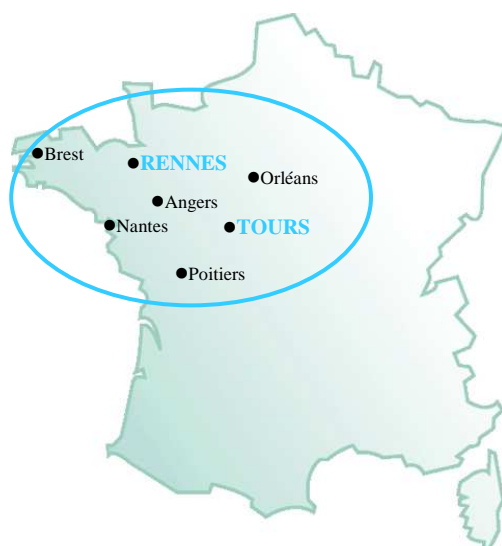 Brest
RENNES
Orléans
Angers
Nantes
TOURS
Poitiers